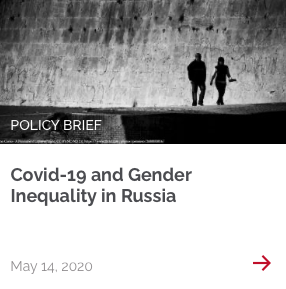 POLICY BRIEF
Covid-19 and Gender
Inequality in Russia
May 14, 2020